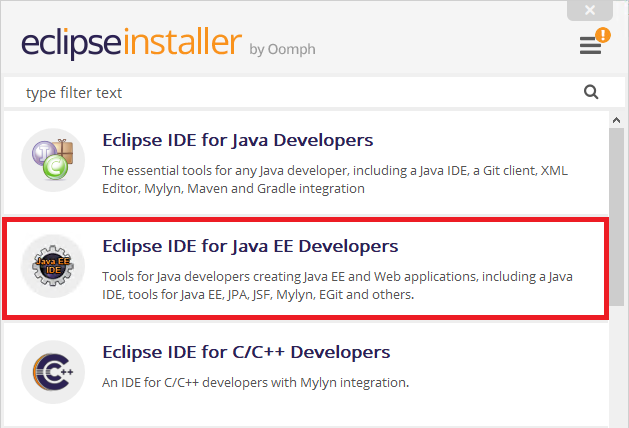 eclipseinstaller by Oomph
!
type filter text
Eclipse IDE for Java Developers
The essential tools for any Java developer, including a Java IDE, a Git client, XML
Editor, Mylyn, Maven and Gradle integration
Java EE
IDE
Eclipse IDE for Java EE Developers
Tools for Java developers creating Java EE and Web applications, including a Java
IDE, tools for Java EE, JPA, JSF, Mylyn, EGit and others.
C++
Eclipse IDE for C/C++ Developers
An IDE for C/C++ developers with Mylyn integration.